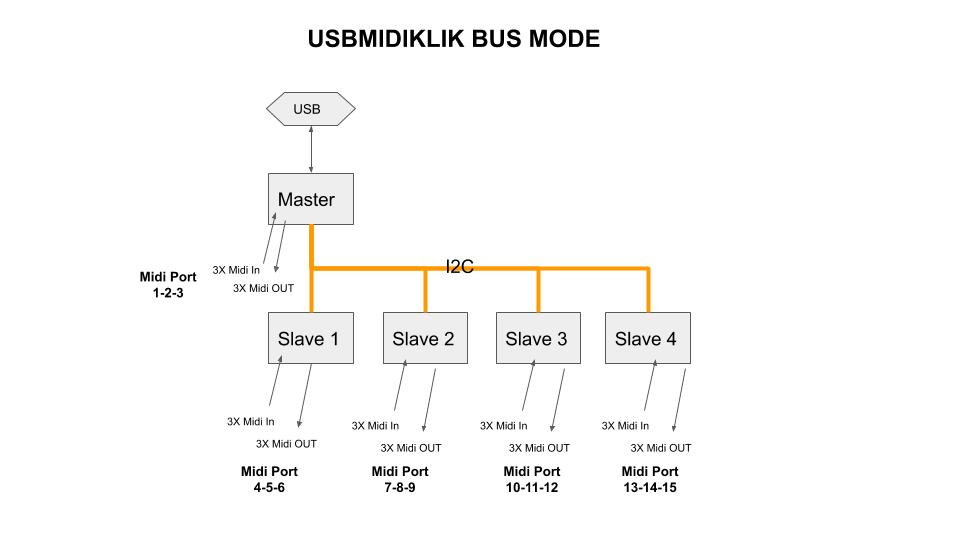 USBMIDIKLIK BUS MODE
USB
Master
3X Midi In
3X Midi OUT
Midi Port
1-2-3
I2C
Slave 1
Slave 2
Slave 3
Slave 4
3X Midi In
3X Midi OUT
3X Midi In
3X Midi OUT
3X Midi In
3X Midi OUT
3X Midi In
3X Midi OUT
Midi Port
4-5-6
Midi Port
7-8-9
Midi Port
10-11-12
Midi Port
13-14-15